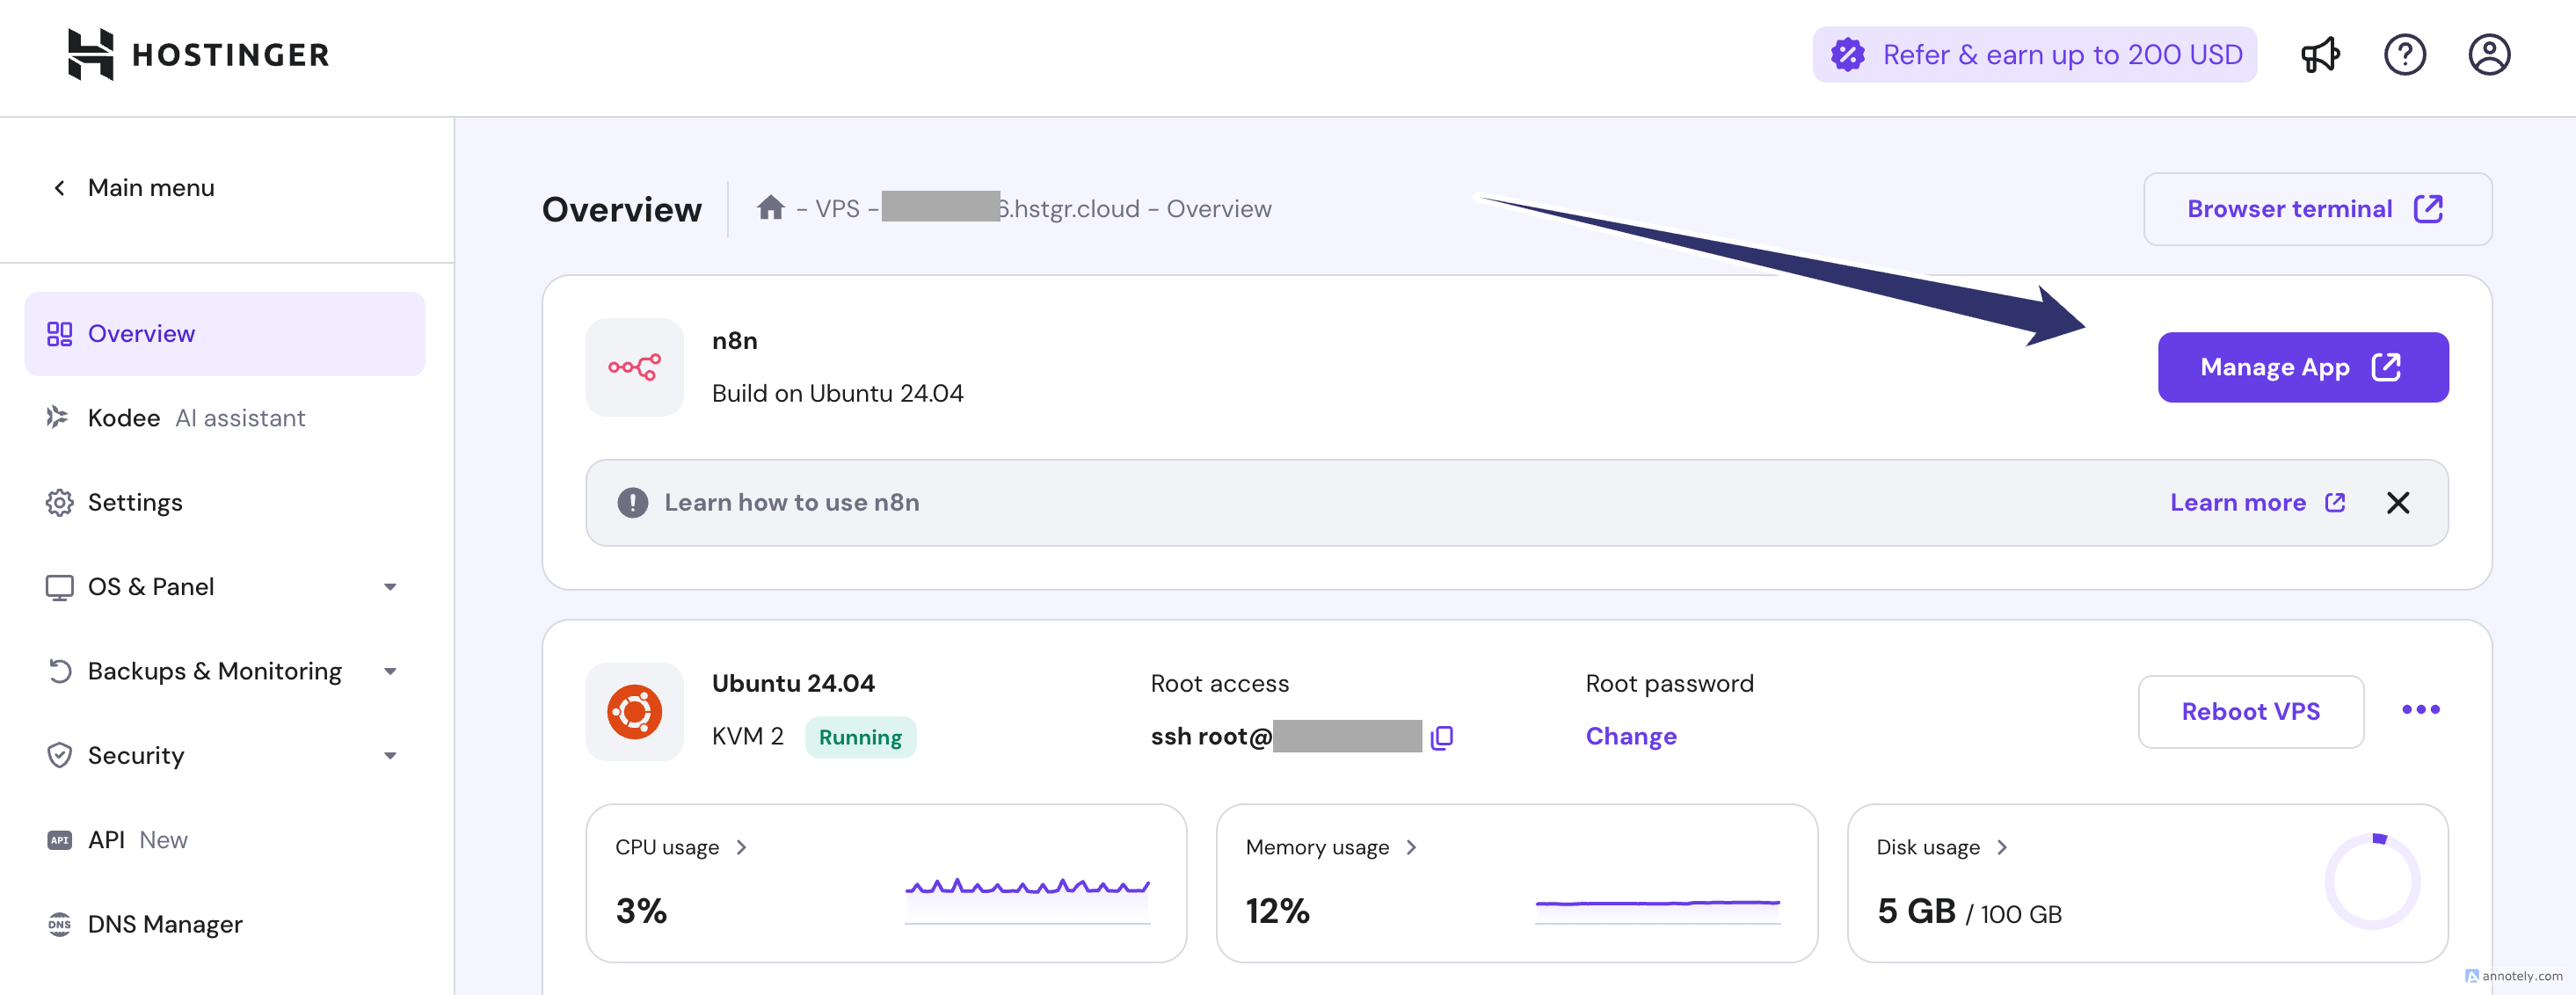 HOSTINGER
Refer & earn up to 200 USD
Main menu
Overview
Kodee AI assistant
Settings
OS & Panel
Backups & Monitoring
Security
API API New
DNS DNS Manager
Overview
- VPS - 6.hstgr.cloud - Overview
Browser terminal
n8n
Build on Ubuntu 24.04
Manage App
Learn how to use n8n
Learn more
Ubuntu 24.04
KVM 2 Running
Root access
ssh root@
Root password
Change
Reboot VPS
CPU usage
3%
Memory usage
12%
Disk usage
5 GB / 100 GB
annotely.com